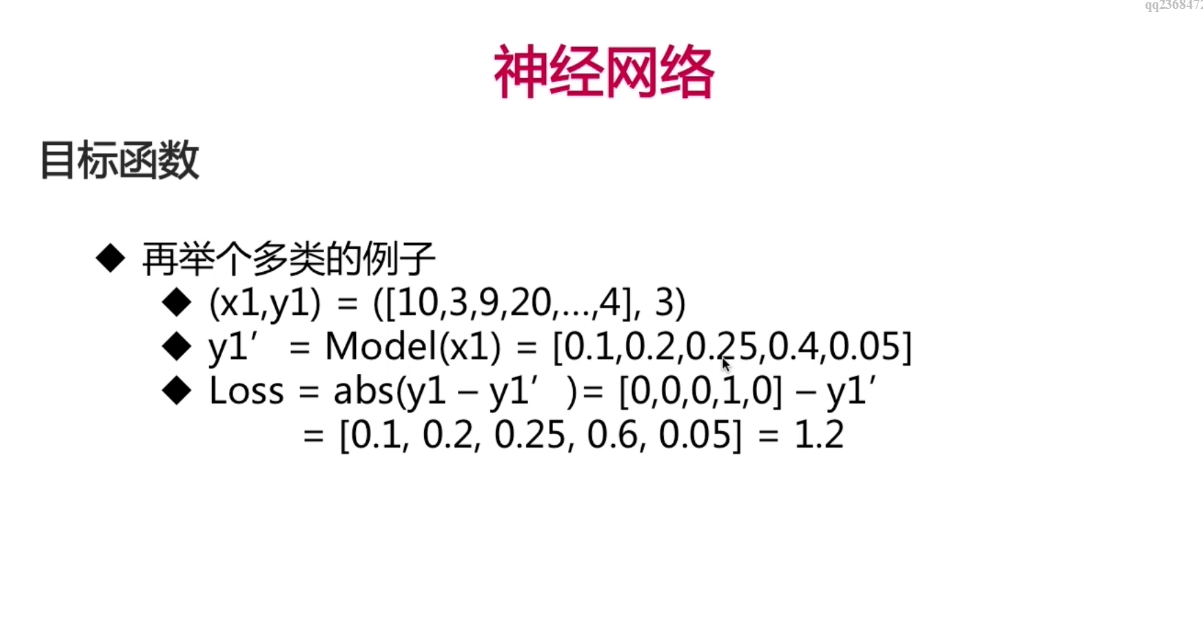 qq2368472
神经网络
目标函数
◆ 再举个多类的例子
◆ (x1,y1) = ([10,3,9,20,…,4], 3)
◆ y1′ = Model(x1) = [0.1,0.2,0.25,0.4,0.05]
◆ Loss = abs(y1 – y1′ )= [0,0,0,1,0] – y1′
= [0.1, 0.2, 0.25, 0.6, 0.05] = 1.2